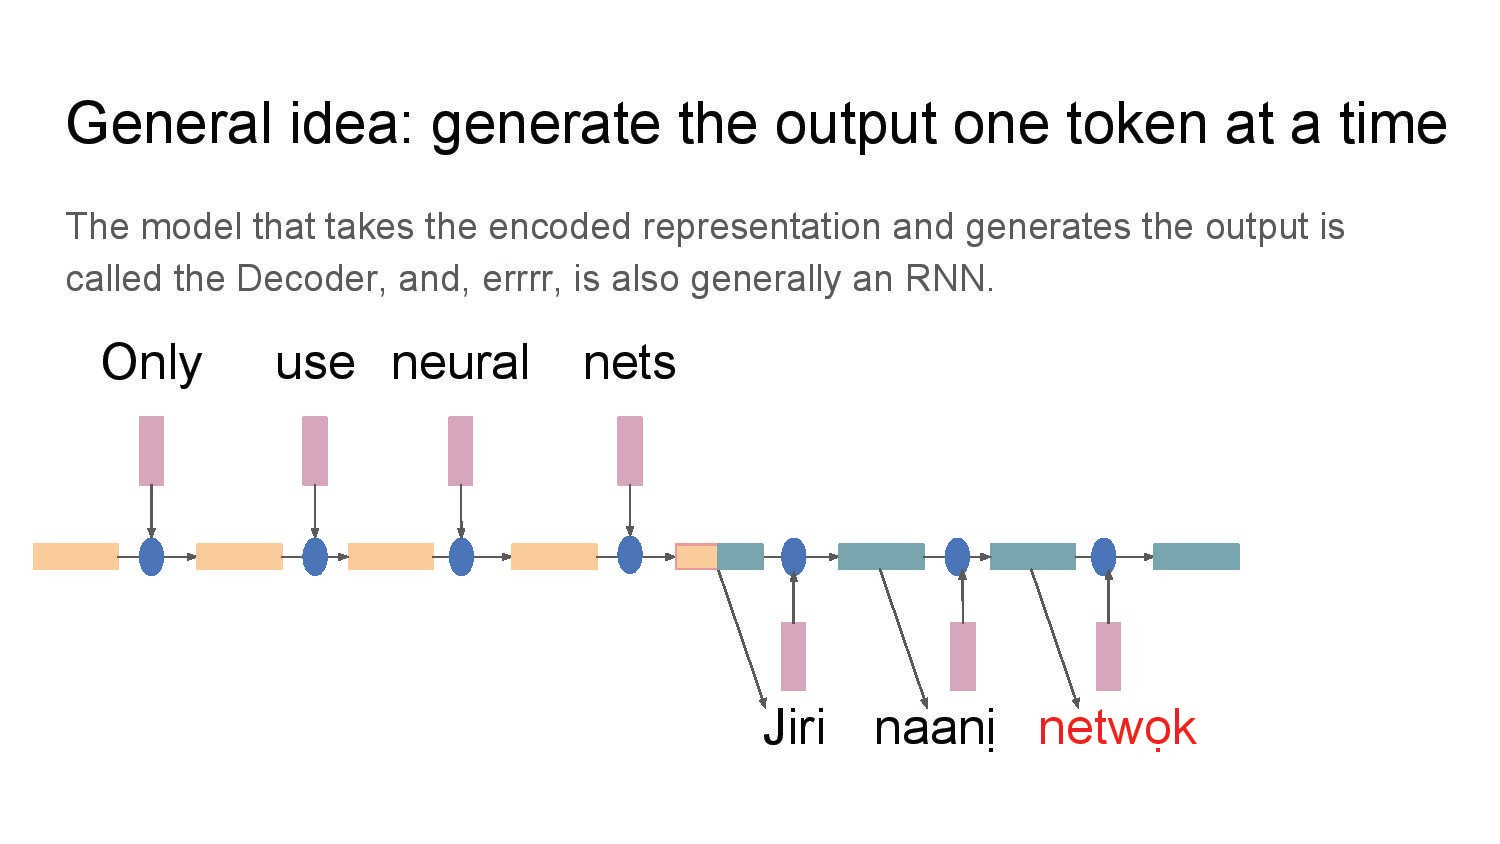 General idea: generate the output one token at a time
The model that takes the encoded representation and generates the output is
called the Decoder, and, errrr, is also generally an RNN.
Only use neural nets
Jiri naanị netwọk